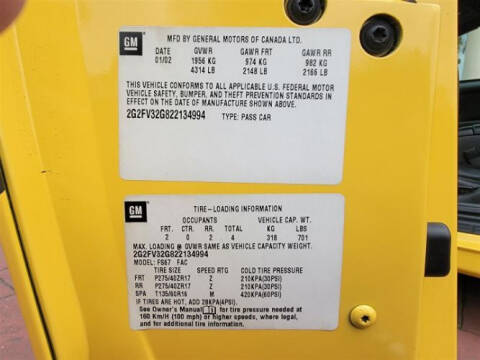 GM
MFD BY GENERAL MOTORS OF CANADA LTD.
DATE GVWR GAWR FRT GAWR RR
01/02 1956 KG 974 KG 982 KG
4314 LB 2148 LB 2166 LB
THIS VEHICLE CONFORMS TO ALL APPLICABLE U.S. FEDERAL MOTOR
VEHICLE SAFETY, BUMPER, AND THEFT PREVENTION STANDARDS IN
EFFECT ON THE DATE OF MANUFACTURE SHOWN ABOVE.
2G2FV32G822134994 TYPE: PASS CAR
GM
TIRE-LOADING INFORMATION
OCCUPANTS VEHICLE CAP. WT.
FRT. CTR. RR. TOTAL KG LBS
2 0 2 4 318 701
MAX. LOADING @ GVWR SAME AS VEHICLE CAPACITY WEIGHT.
2G2FV32G822134994
MODEL: FS67 FAC
TIRE SIZE SPEED RTG COLD TIRE PRESSURE
FRT P275/40ZR17 Z 210KPA(30PSI)
RR P275/40ZR17 Z 210KPA(30PSI)
SPA T135/60R16 M 420KPA(60PSI)
IF TIRES ARE HOT, ADD 28KPA(4PSI).
See Owner's Manual for tire pressure needed at
160 Km/H (100 mph) or higher speeds, where legal,
and for additional tire information.